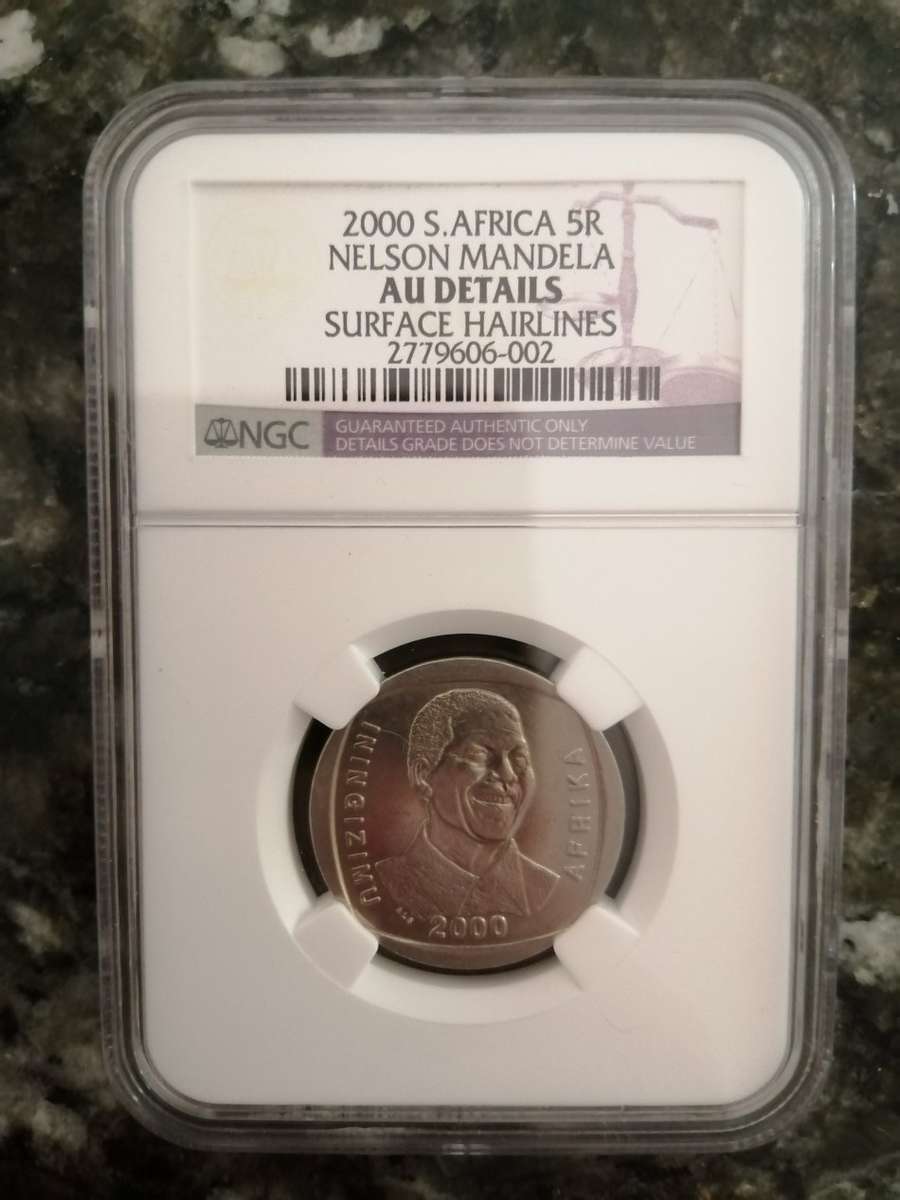 2000 S.AFRICA 5R
NELSON MANDELA
AU DETAILS
SURFACE HAIRLINES
2779606-002
NGC
GUARANTEED AUTHENTIC ONLY
DETAILS GRADE DOES NOT DETERMINE VALUE
ININGIZIMU
AFRIKA
2000